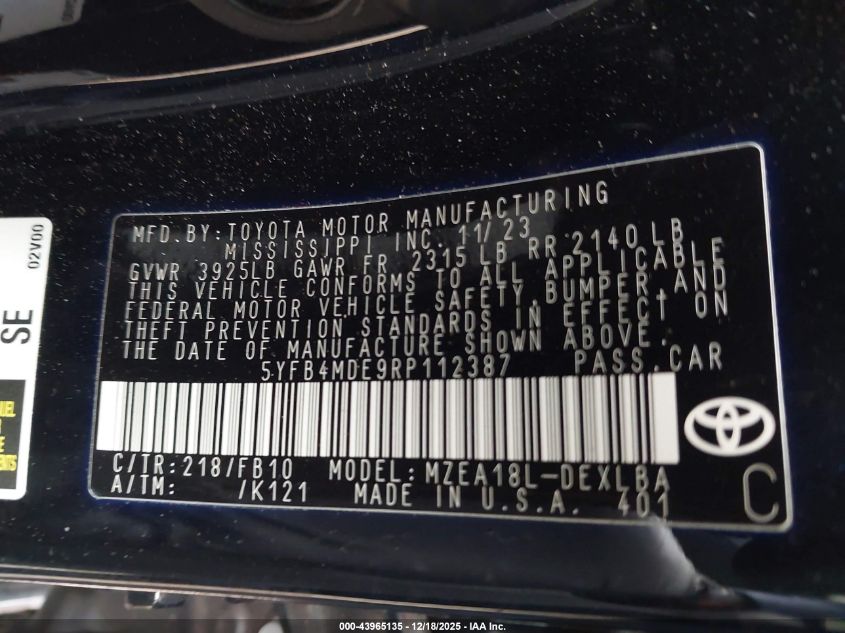 MFD. BY: TOYOTA MOTOR MANUFACTURING
MISSISSIPPI INC. 11/23
GVWR 3925LB GAWR FR 2315 LB RR 2140 LB
THIS VEHICLE CONFORMS TO ALL APPLICABLE
FEDERAL MOTOR VEHICLE SAFETY, BUMPER, AND
THEFT PREVENTION STANDARDS IN EFFECT ON
THE DATE OF MANUFACTURE SHOWN ABOVE.
5YFB4MDE9RP112387 PASS.CAR
C/TR: 218/FB10 MODEL: MZEA18L-DEXLBA
A/TM: /K121 MADE IN U.S.A. 401
C
02V00
SE
000-43965135 - 12/18/2025 - IAA Inc.